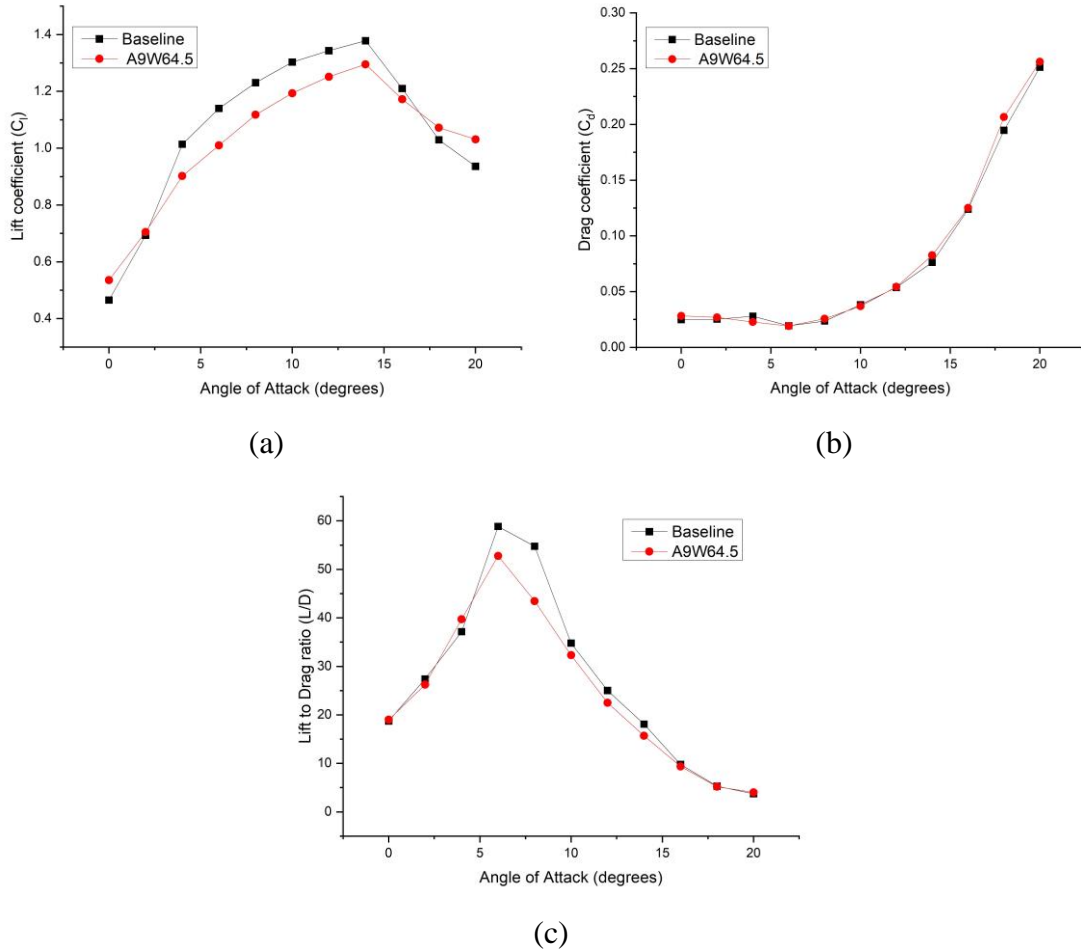 Baseline
A9W64.5
1.4
1.2
1.0
0.8
0.6
0.4
Lift coefficient (Cl)
0 5 10 15 20
Angle of Attack (degrees)
(a)
Baseline
A9W64.5
0.30
0.25
0.20
0.15
0.10
0.05
0.00
Drag coefficient (Cd)
0 5 10 15 20
Angle of Attack (degrees)
(b)
Baseline
A9W64.5
60
50
40
30
20
10
0
Lift to Drag ratio (L/D)
0 5 10 15 20
Angle of Attack (degrees)
(c)